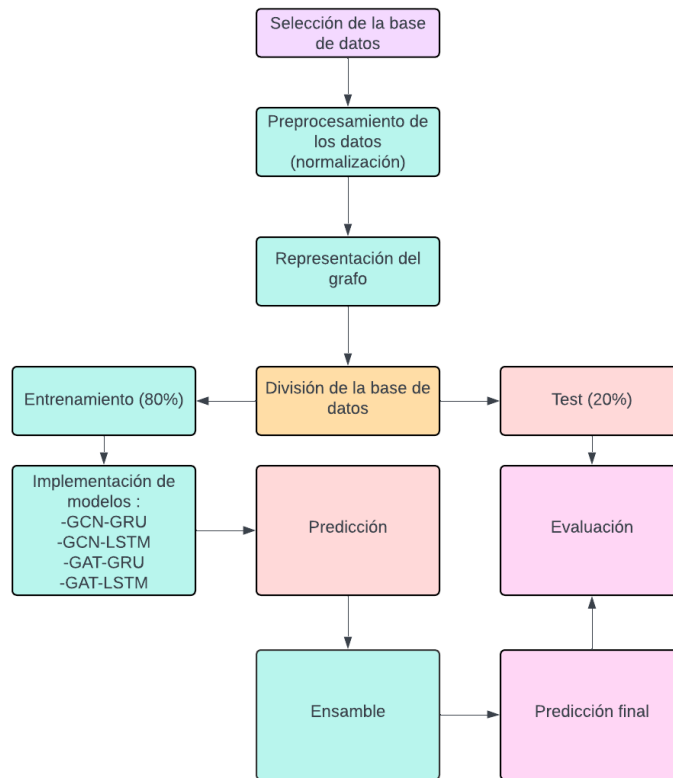 Selección de la base
de datos
Preprocesamiento de
los datos
(normalización)
Representación del
grafo
Entrenamiento (80%)
División de la base de
datos
Test (20%)
Implementación de
modelos :
-GCN-GRU
-GCN-LSTM
-GAT-GRU
-GAT-LSTM
Predicción
Evaluación
Ensamble
Predicción final